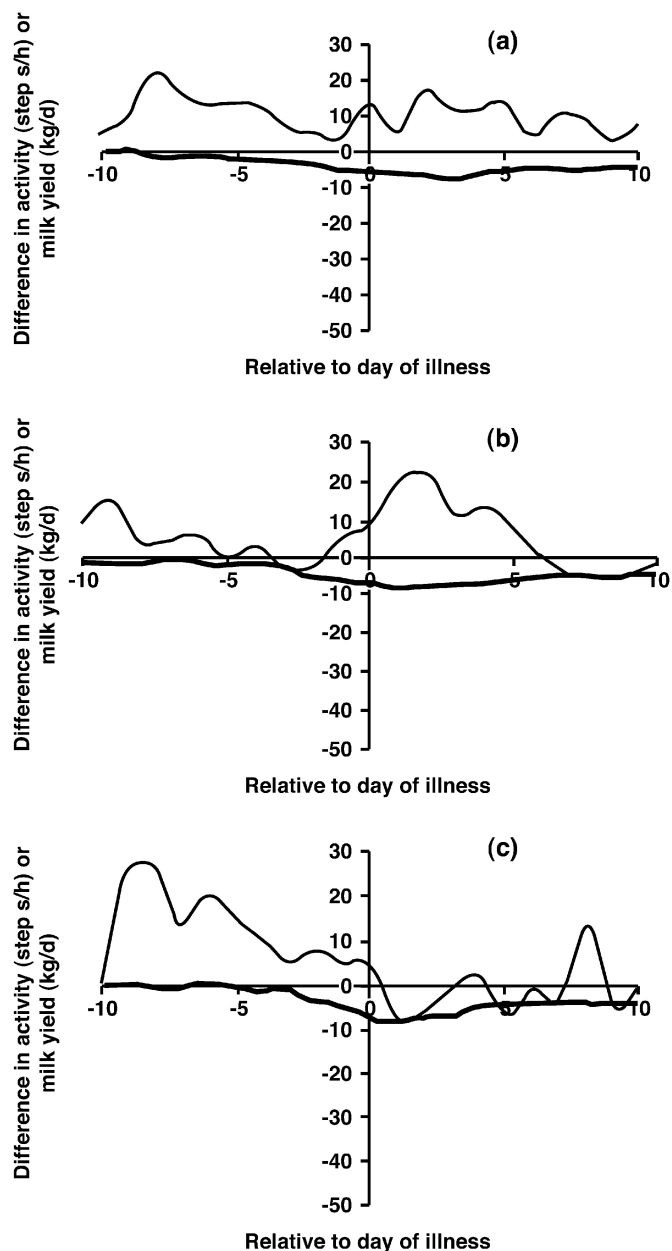 (a)
Difference in activity (step s/h) or
milk yield (kg/d)
30
20
10
0
-10 -5 0 5 10
-10
-20
-30
-40
-50
Relative to day of illness
(b)
Difference in activity (step s/h) or
milk yield (kg/d)
30
20
10
0
-10 -5 0 5 10
-10
-20
-30
-40
-50
Relative to day of illness
(c)
Difference in activity (step s/h) or
milk yield (kg/d)
30
20
10
0
-10 -5 0 5 10
-10
-20
-30
-40
-50
Relative to day of illness